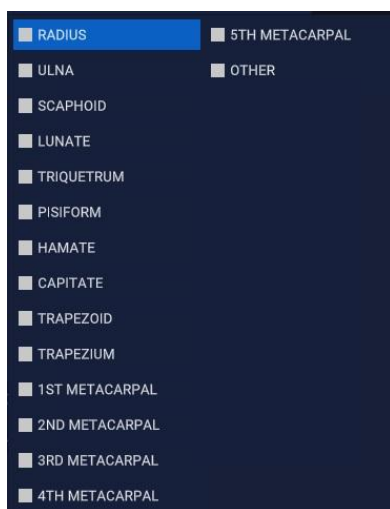 RADIUS
ULNA
SCAPHOID
LUNATE
TRIQUETRUM
PISIFORM
HAMATE
CAPITATE
TRAPEZOID
TRAPEZIUM
1ST METACARPAL
2ND METACARPAL
3RD METACARPAL
4TH METACARPAL
5TH METACARPAL
OTHER